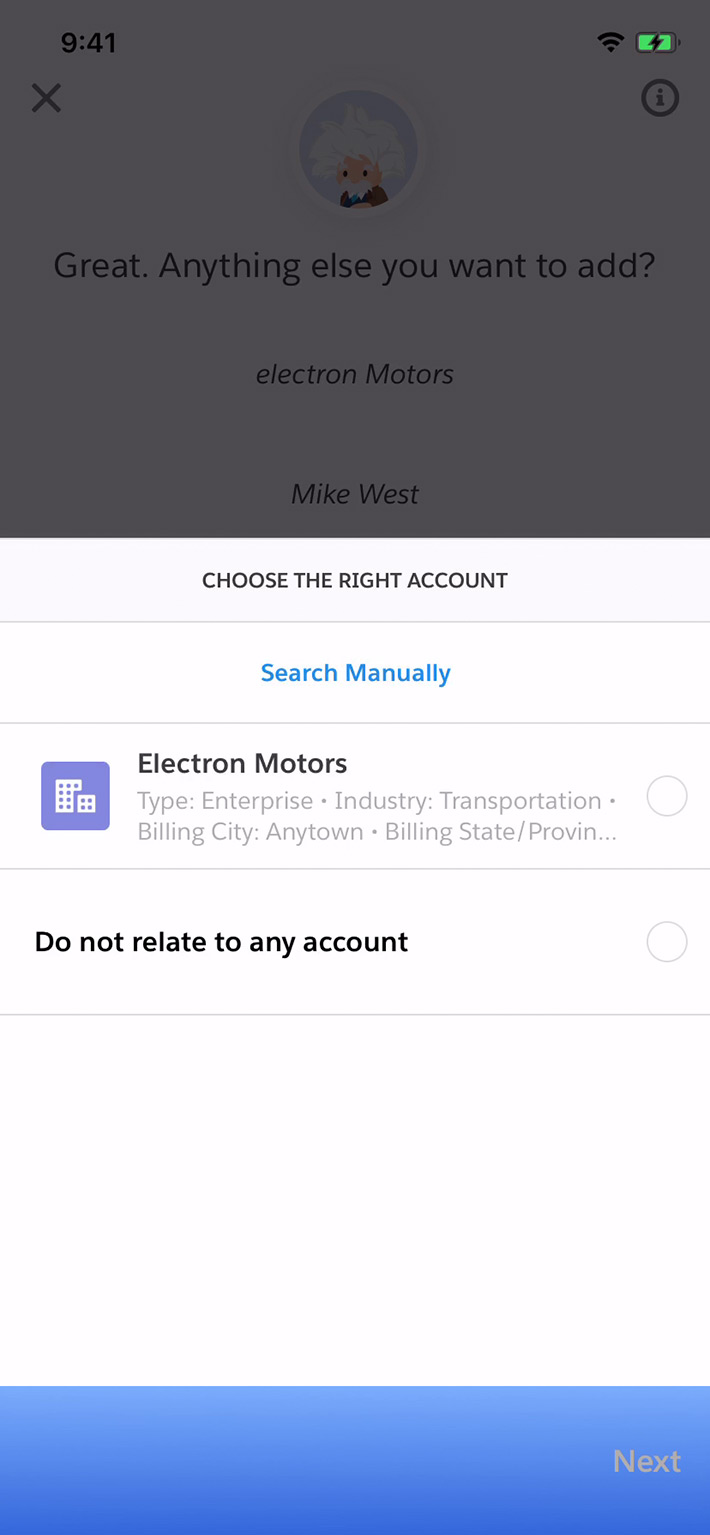 9:41
Great. Anything else you want to add?
electron Motors
Mike West
CHOOSE THE RIGHT ACCOUNT
Search Manually
Electron Motors
Type: Enterprise • Industry: Transportation •
Billing City: Anytown • Billing State/Provin...
Do not relate to any account
Next